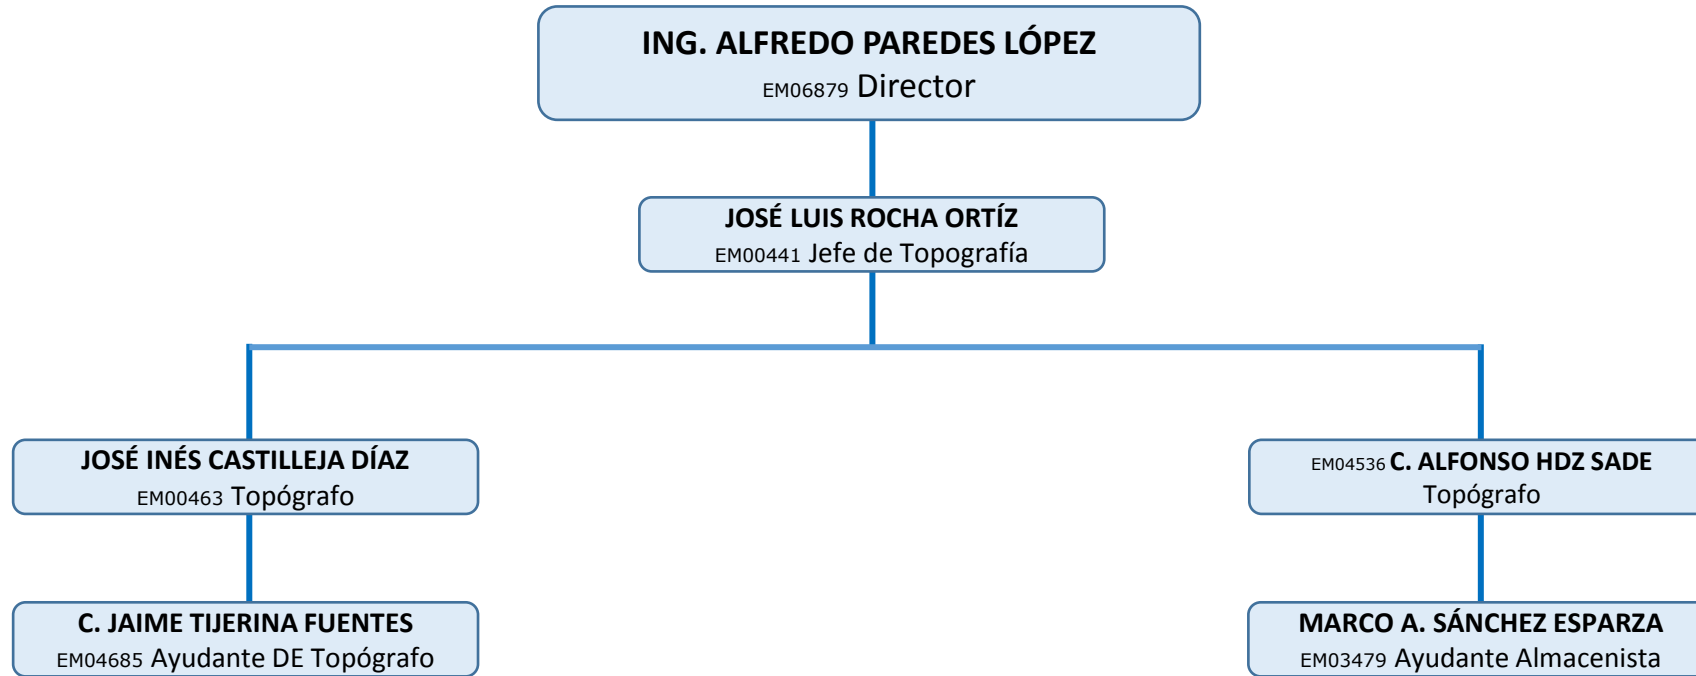 ING. ALFREDO PAREDES LÓPEZ
EM06879 Director
JOSÉ LUIS ROCHA ORTÍZ
EM00441 Jefe de Topografía
JOSÉ INÉS CASTILLEJA DÍAZ
EM00463 Topógrafo
EM04536 C. ALFONSO HDZ SADE
Topógrafo
C. JAIME TIJERINA FUENTES
EM04685 Ayudante DE Topógrafo
MARCO A. SÁNCHEZ ESPARZA
EM03479 Ayudante Almacenista